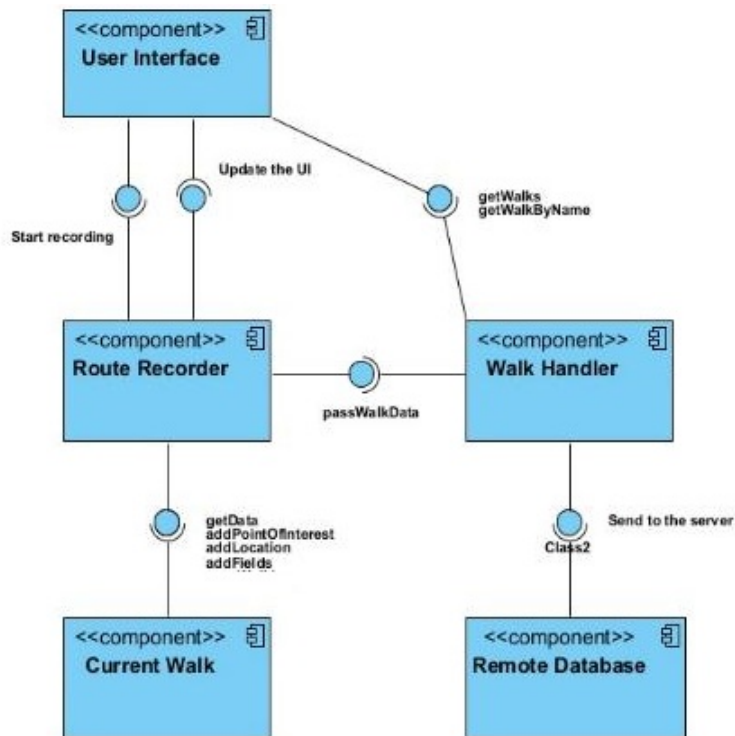 <<component>>
User Interface
Update the UI
getWalks
getWalkByName
Start recording
<<component>>
Route Recorder
<<component>>
Walk Handler
passWalkData
getData
addPointOfInterest
addLocation
addFields
Send to the server
Class2
<<component>>
Current Walk
<<component>>
Remote Database